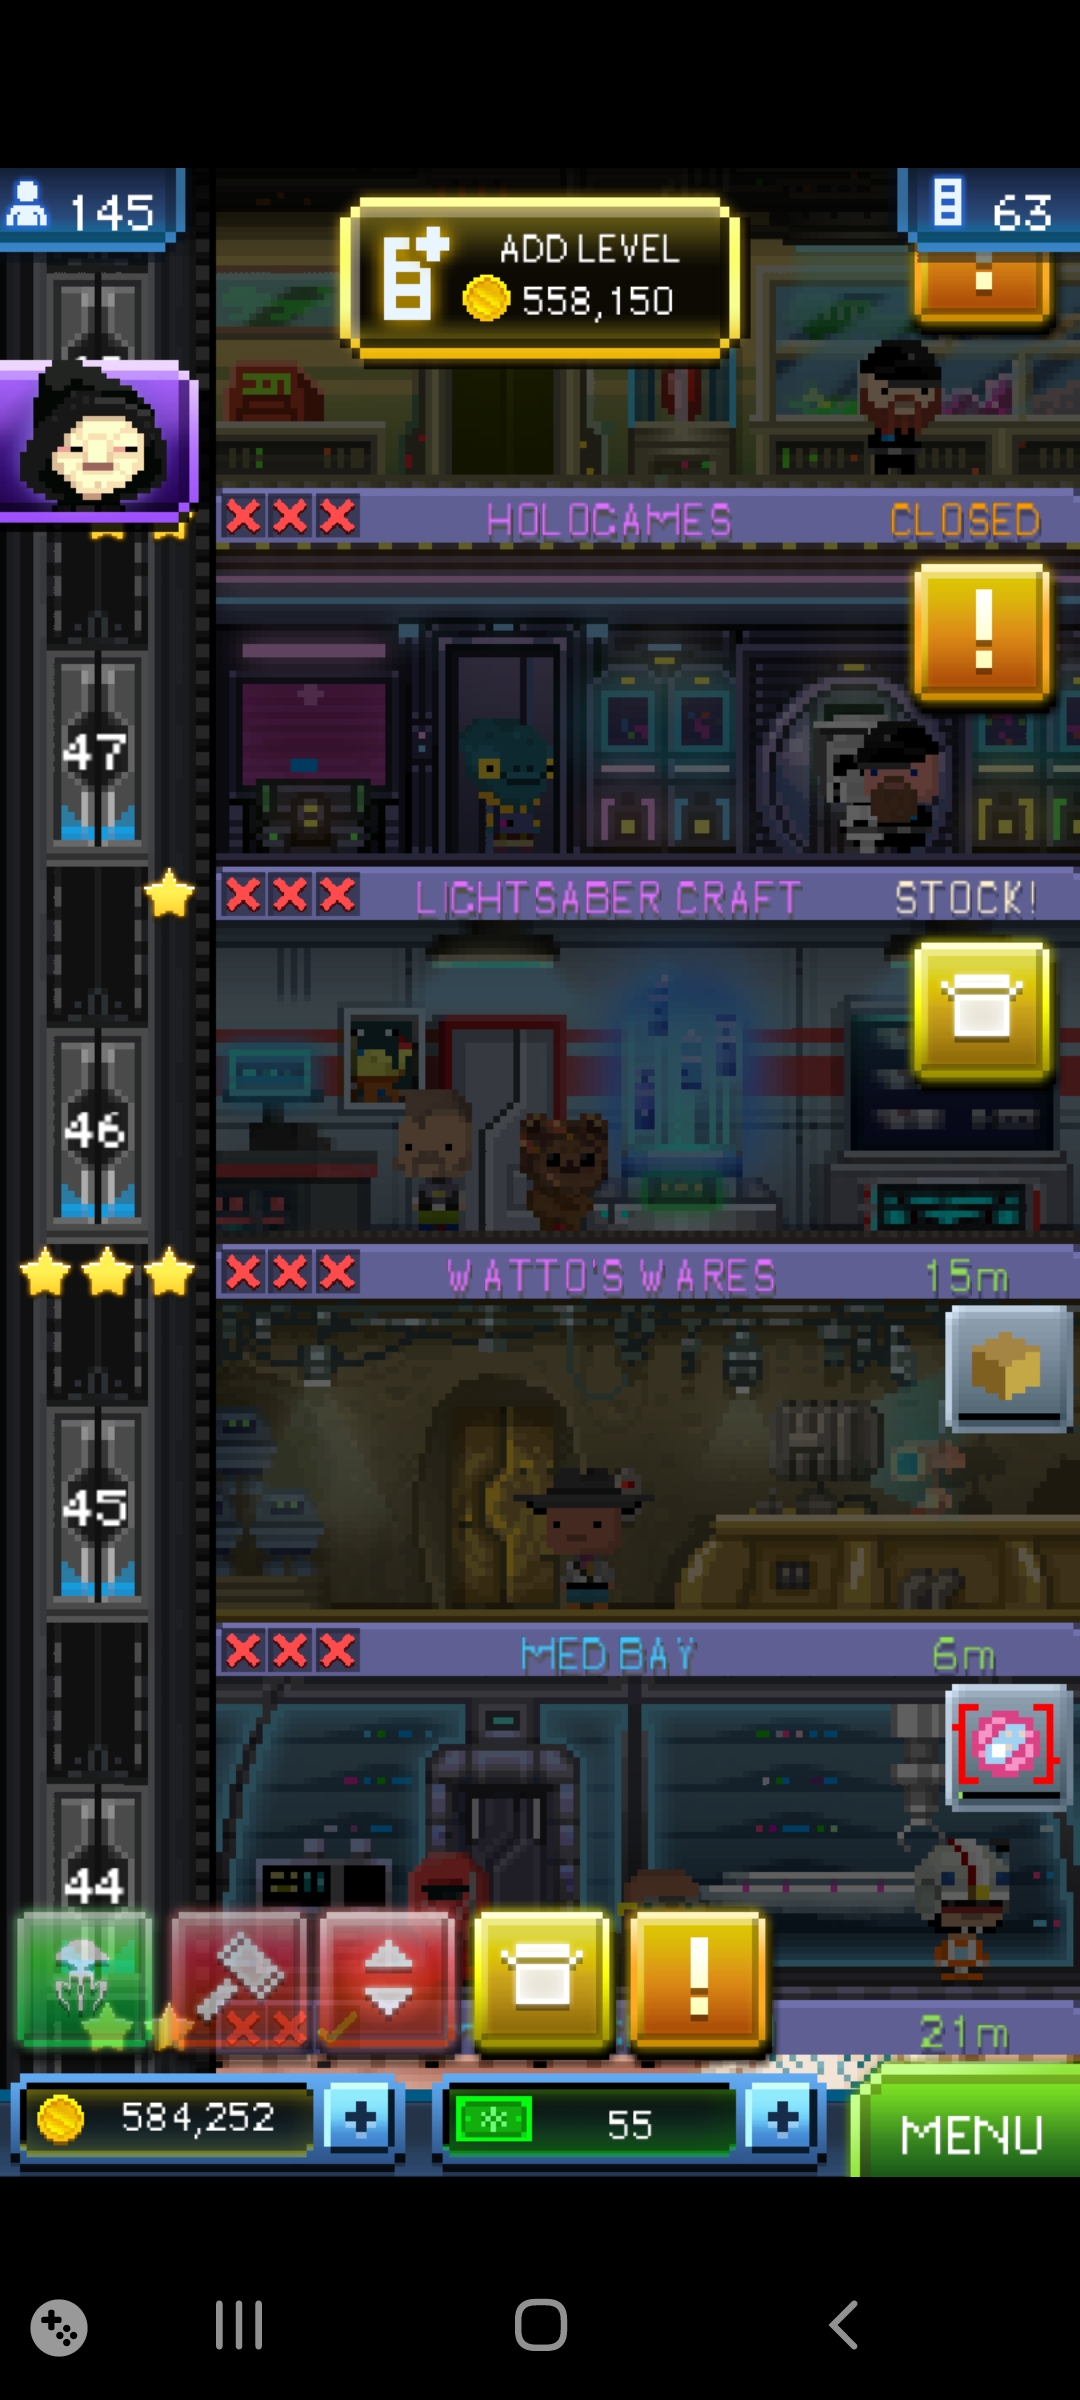 145
ADD LEVEL
558,150
63
HOLOGAMES
CLOSED
47
LIGHTSABER CRAFT
STOCK!
46
WATTO'S WARES
15m
45
MED BAY
6m
44
21m
584,252
55
MENU